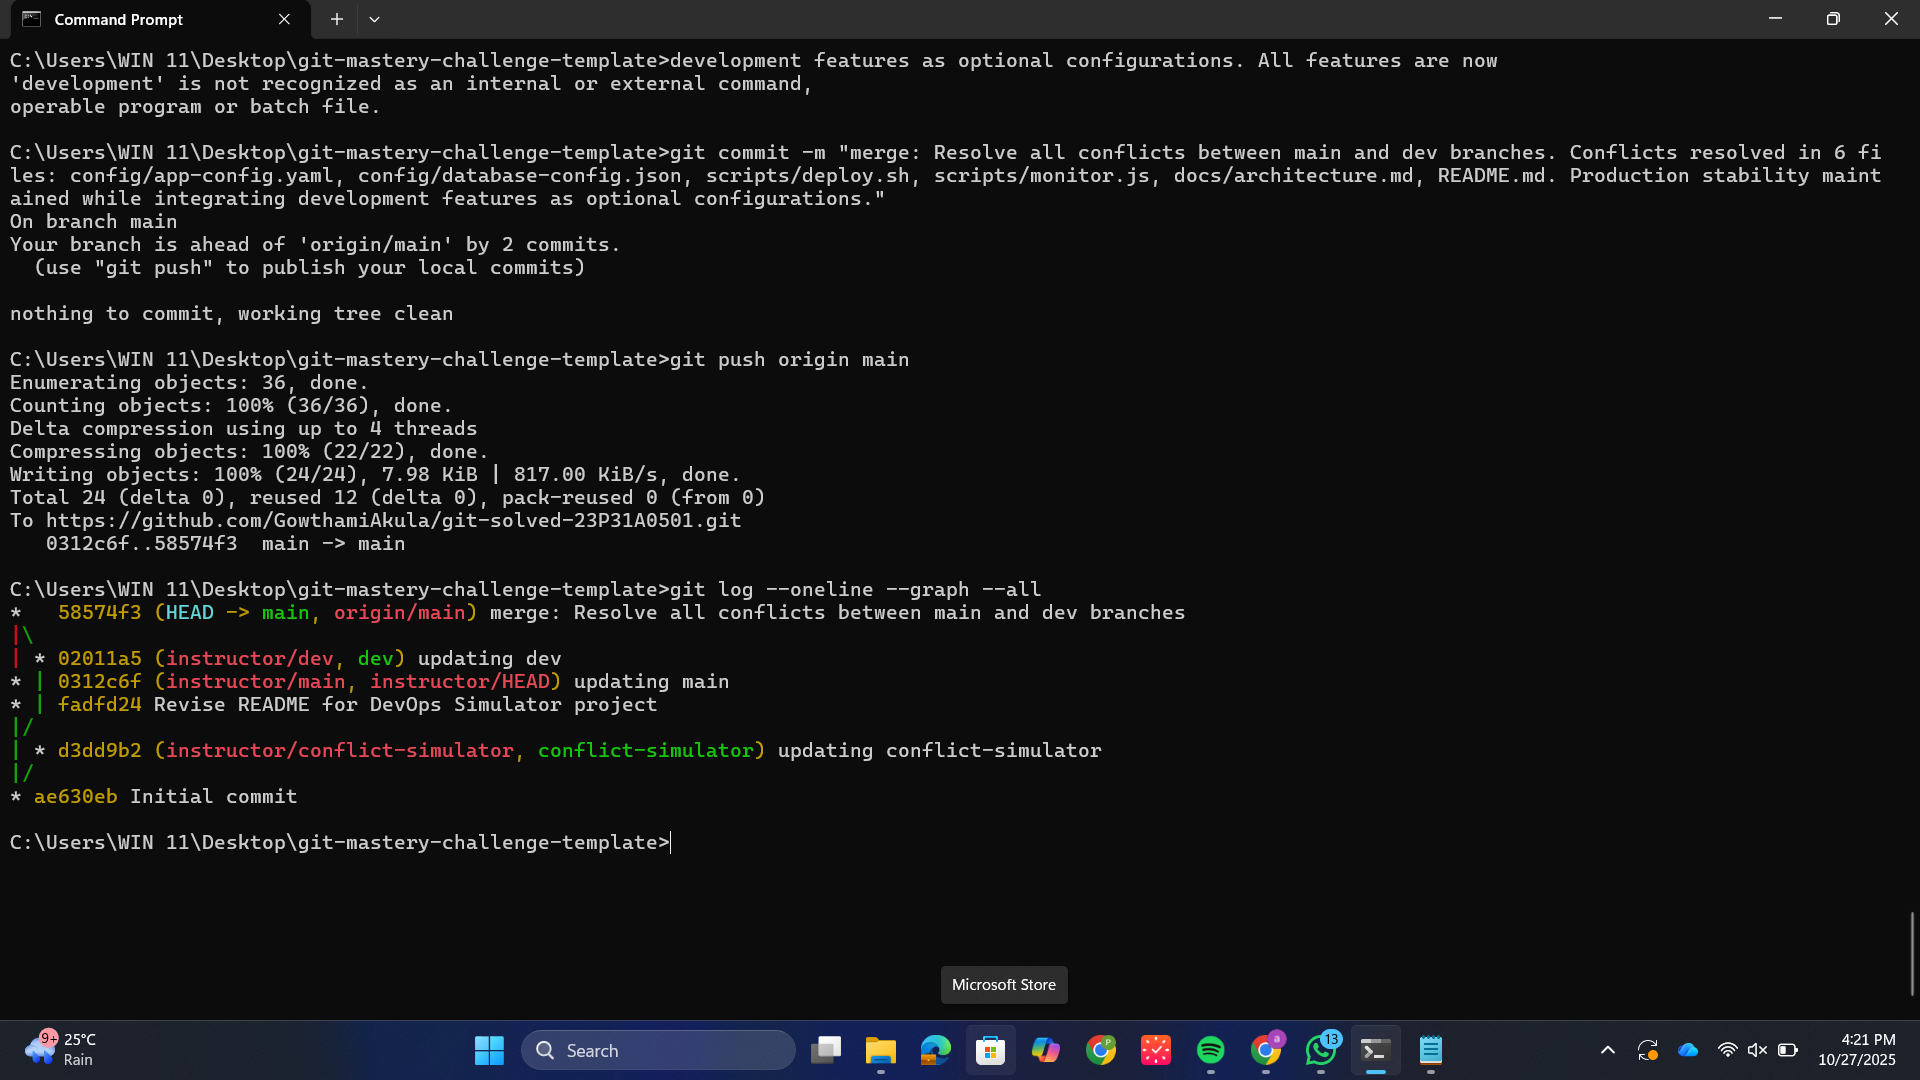 Command Prompt
C:\Users\WIN 11\Desktop\git-mastery-challenge-template>development features as optional configurations. All features are now
'development' is not recognized as an internal or external command,
operable program or batch file.
C:\Users\WIN 11\Desktop\git-mastery-challenge-template>git commit -m "merge: Resolve all conflicts between main and dev branches. Conflicts resolved in 6 fi
les: config/app-config.yaml, config/database-config.json, scripts/deploy.sh, scripts/monitor.js, docs/architecture.md, README.md. Production stability maint
ained while integrating development features as optional configurations."
On branch main
Your branch is ahead of 'origin/main' by 2 commits.
  (use "git push" to publish your local commits)
nothing to commit, working tree clean
C:\Users\WIN 11\Desktop\git-mastery-challenge-template>git push origin main
Enumerating objects: 36, done.
Counting objects: 100% (36/36), done.
Delta compression using up to 4 threads
Compressing objects: 100% (22/22), done.
Writing objects: 100% (24/24), 7.98 KiB | 817.00 KiB/s, done.
Total 24 (delta 0), reused 12 (delta 0), pack-reused 0 (from 0)
To https://github.com/GowthamiAkula/git-solved-23P31A0501.git
   0312c6f..58574f3  main -> main
C:\Users\WIN 11\Desktop\git-mastery-challenge-template>git log --oneline --graph --all
*   58574f3 (HEAD -> main, origin/main) merge: Resolve all conflicts between main and dev branches
|\
| * 02011a5 (instructor/dev, dev) updating dev
* | 0312c6f (instructor/main, instructor/HEAD) updating main
* | fadfd24 Revise README for DevOps Simulator project
|/
| * d3dd9b2 (instructor/conflict-simulator, conflict-simulator) updating conflict-simulator
|/
* ae630eb Initial commit
C:\Users\WIN 11\Desktop\git-mastery-challenge-template>
Microsoft Store
9+
25°C
Rain
Search
P
a
13
4:21 PM
10/27/2025